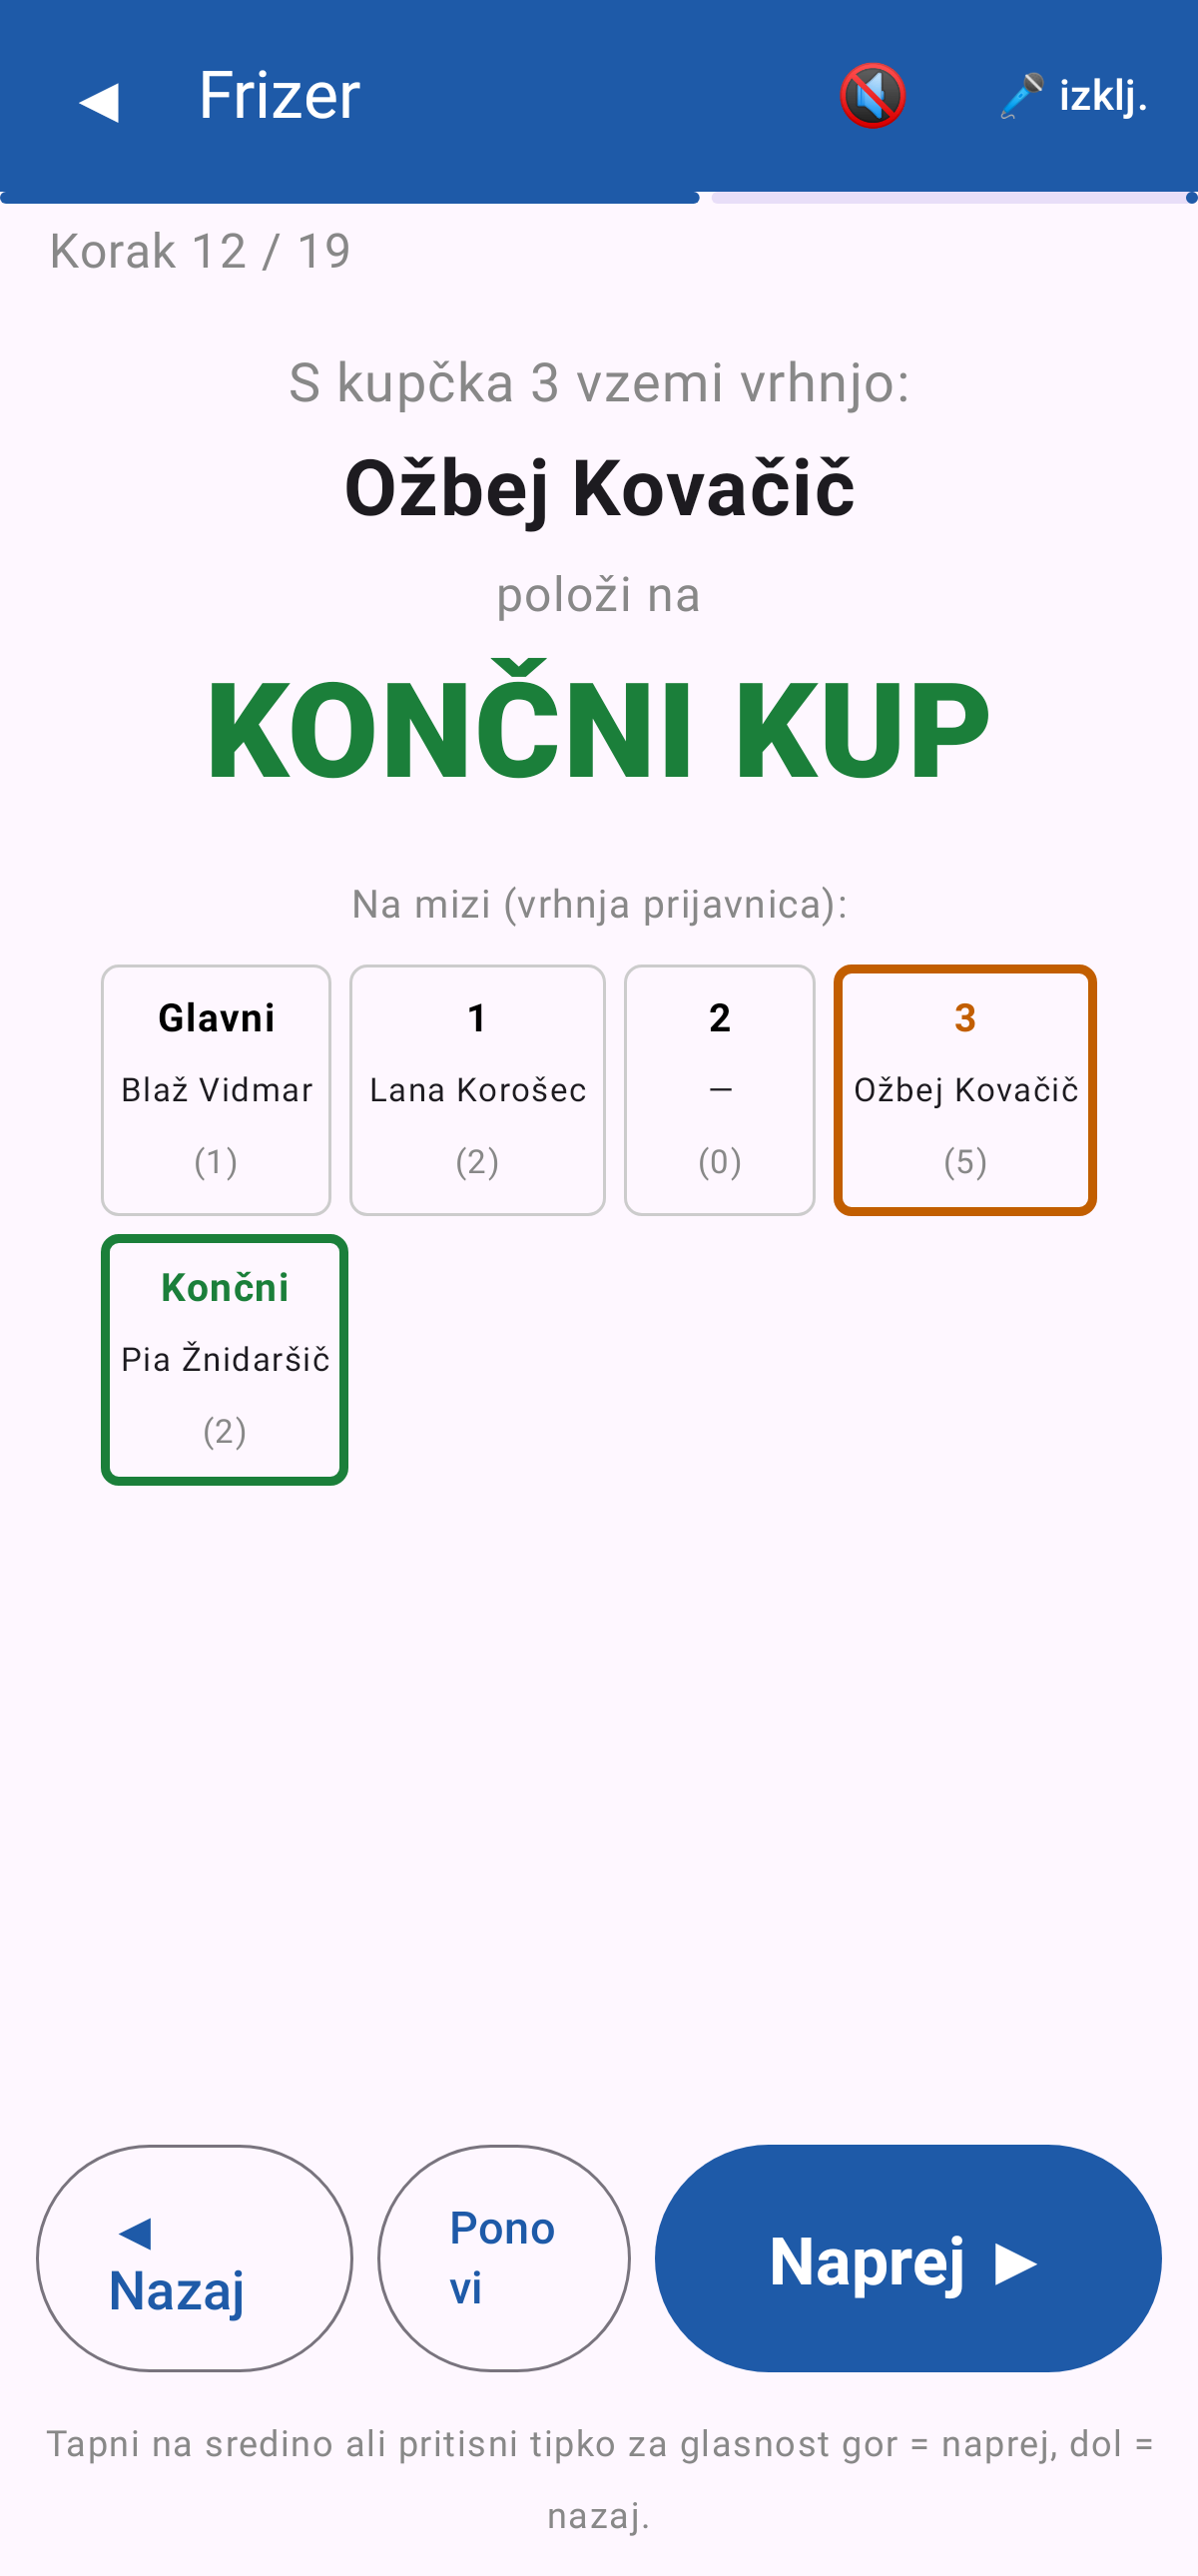 ◀ Frizer 🔇 🎤 izklj.
Korak 12 / 19
S kupčka 3 vzemi vrhnjo:
Ožbej Kovačič
položi na
KONČNI KUP
Na mizi (vrhnja prijavnica):
Glavni
Blaž Vidmar
(1)
1
Lana Korošec
(2)
2
—
(0)
3
Ožbej Kovačič
(5)
Končni
Pia Žnidaršič
(2)
◀
Nazaj
Pono
vi
Naprej ▶
Tapni na sredino ali pritisni tipko za glasnost gor = naprej, dol =
nazaj.